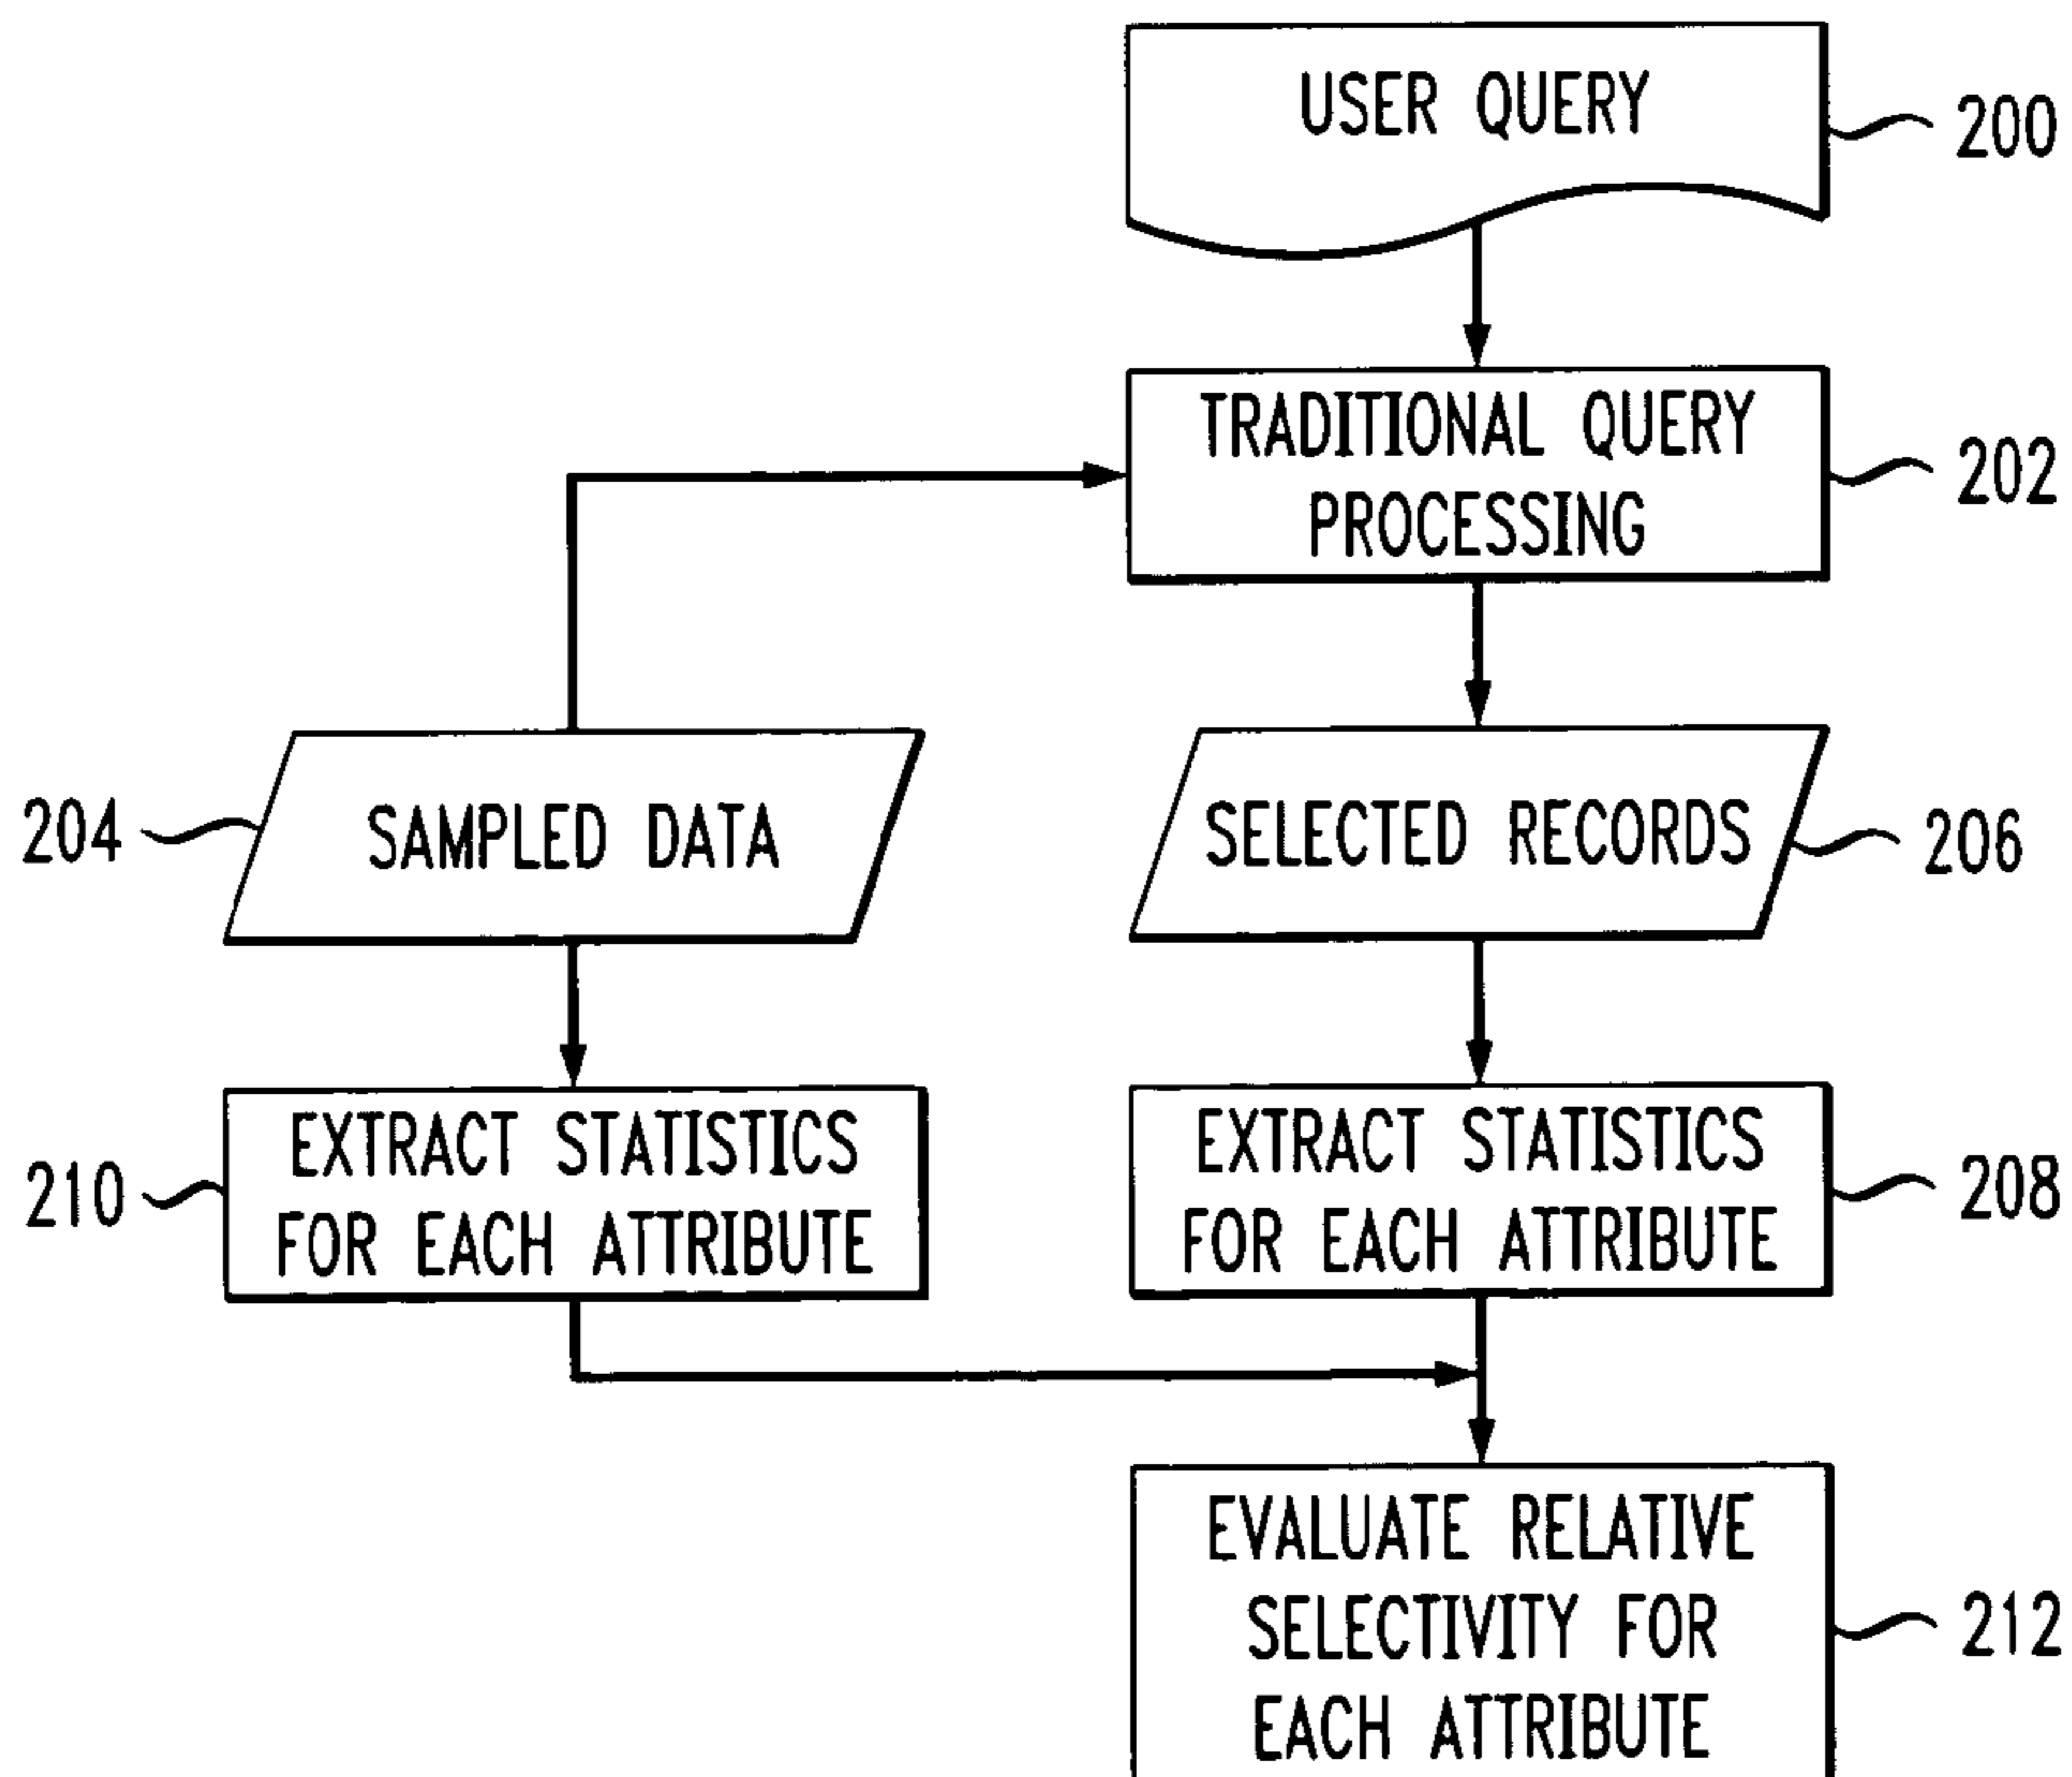 USER QUERY
200
TRADITIONAL QUERY
PROCESSING
202
204
SAMPLED DATA
SELECTED RECORDS
206
210
EXTRACT STATISTICS
FOR EACH ATTRIBUTE
EXTRACT STATISTICS
FOR EACH ATTRIBUTE
208
EVALUATE RELATIVE
SELECTIVITY FOR
EACH ATTRIBUTE
212